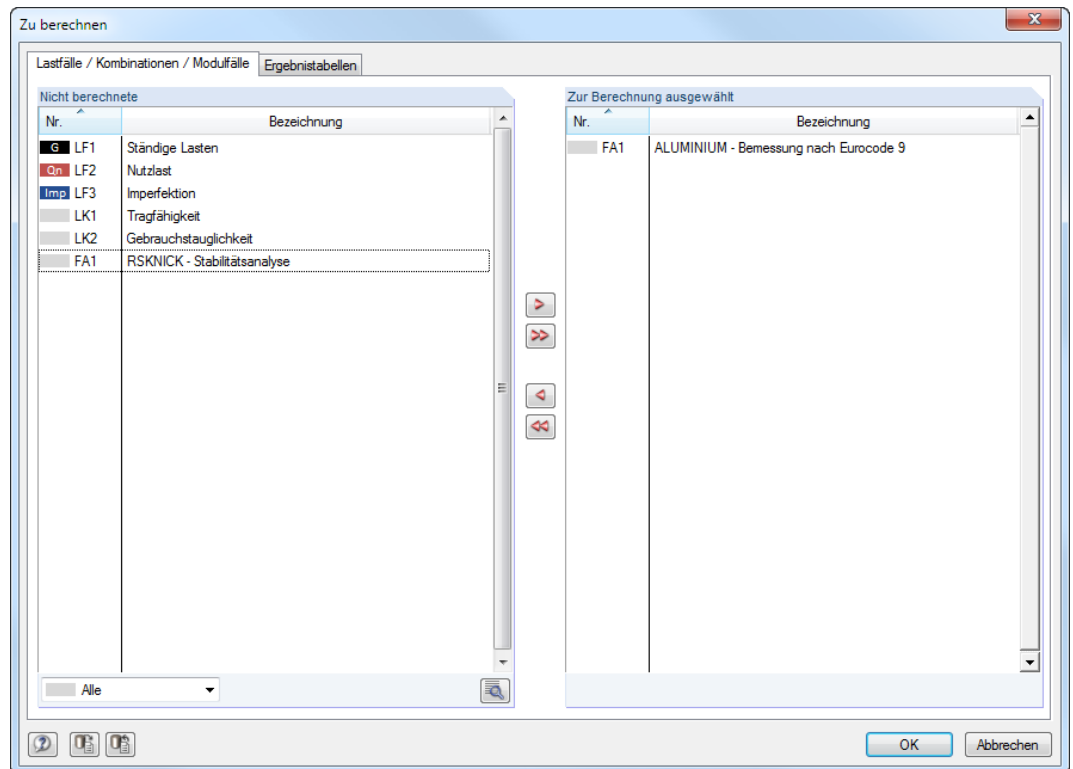 Zu berechnen
Lastfälle / Kombinationen / Modulfälle Ergebnistabellen
Nicht berechnete
Nr. Bezeichnung
G LF1 Ständige Lasten
Qn LF2 Nutzlast
Imp LF3 Imperfektion
LK1 Tragfähigkeit
LK2 Gebrauchstauglichkeit
FA1 RSKNICK - Stabilitätsanalyse
Alle
Zur Berechnung ausgewählt
Nr. Bezeichnung
FA1 ALUMINIUM - Bemessung nach Eurocode 9
> 
>>
<
<<
OK Abbrechen